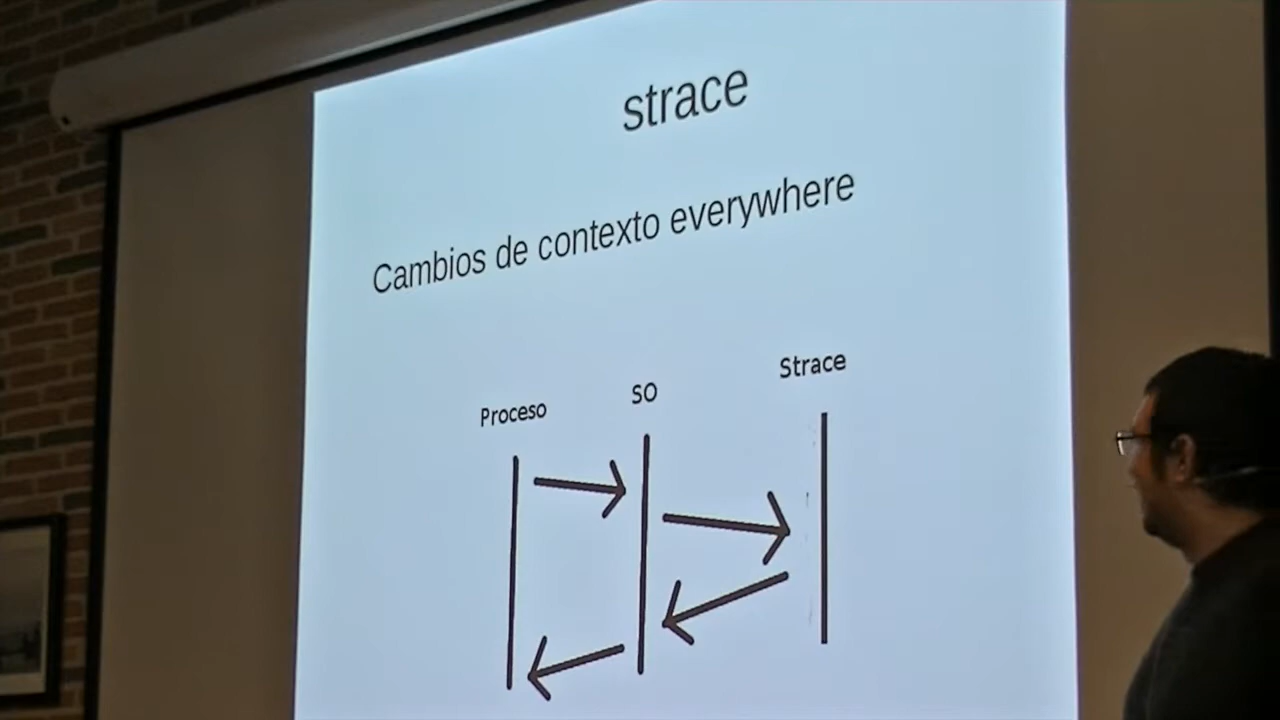 strace
Cambios de contexto everywhere
Proceso
SO
Strace